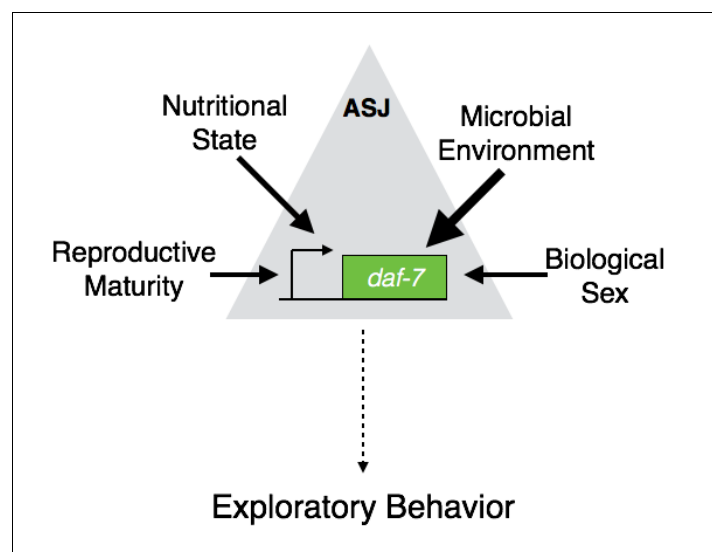 Nutritional
State
ASJ
Microbial
Environment
Reproductive
Maturity
daf-7
Biological
Sex
Exploratory Behavior